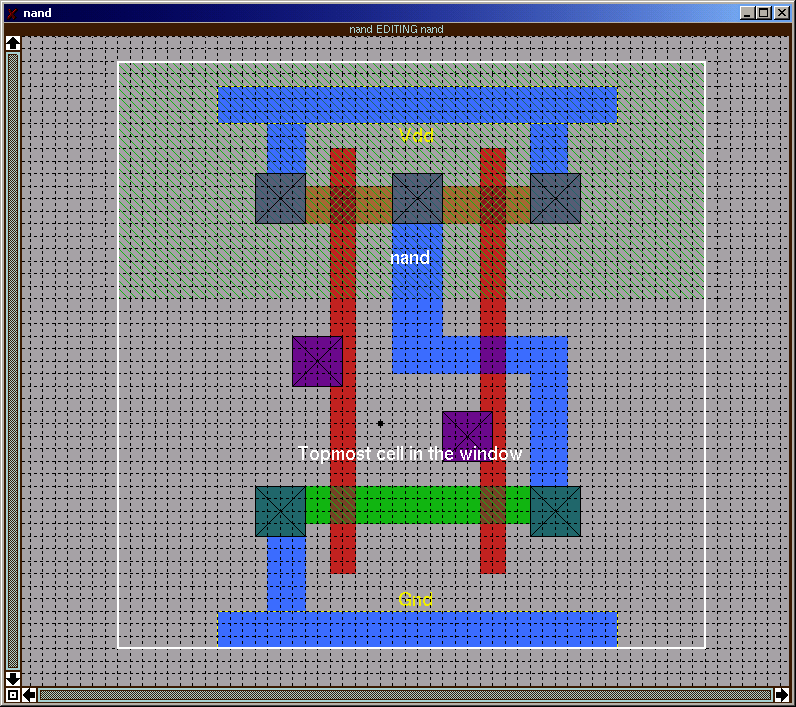 nand
nand EDITING nand
Vdd
nand
Topmost cell in the window
Gnd